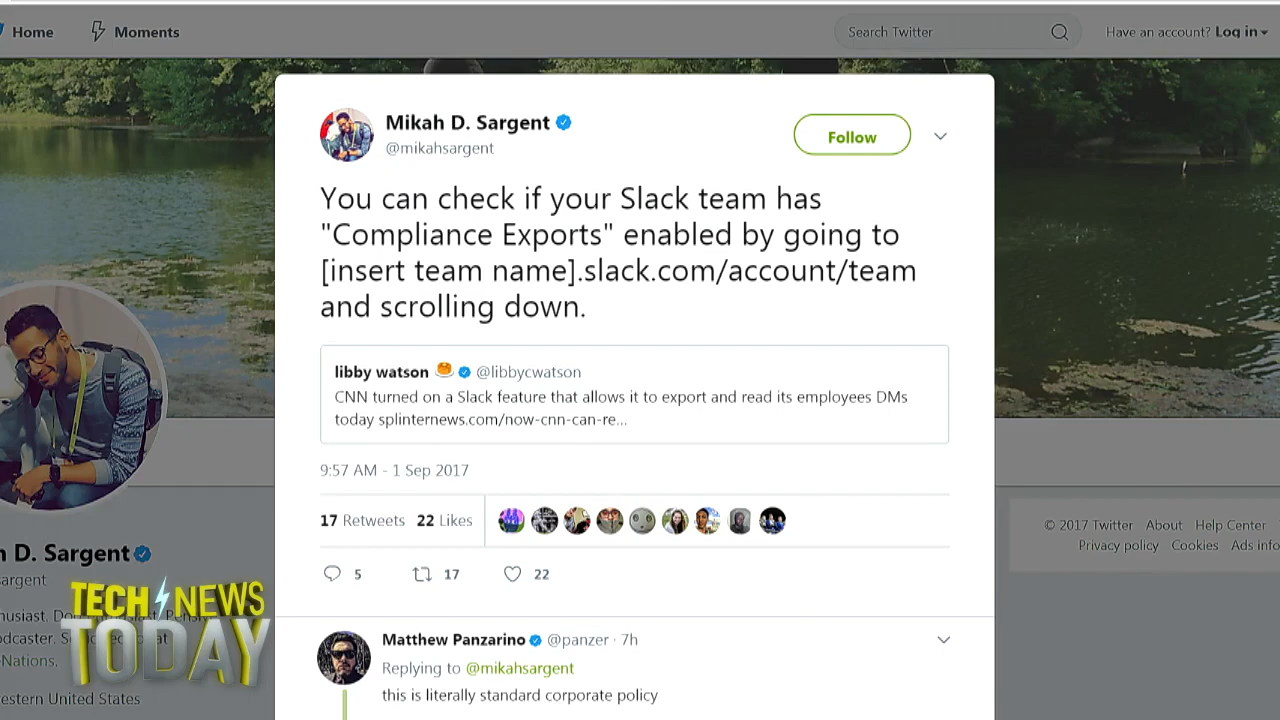 Home
Moments
Search Twitter
Have an account? Log in
Mikah D. Sargent
@mikahsargent
Follow
You can check if your Slack team has
"Compliance Exports" enabled by going to
[insert team name].slack.com/account/team
and scrolling down.
libby watson @libbycwatson
CNN turned on a Slack feature that allows it to export and read its employees DMs
today splinternews.com/now-cnn-can-re...
9:57 AM - 1 Sep 2017
17 Retweets 22 Likes
5 17 22
Matthew Panzarino @panzer · 7h
Replying to @mikahsargent
this is literally standard corporate policy
D. Sargent
argent
-Nations,
estern United States
TECH NEWS
TODAY
© 2017 Twitter About Help Center
Privacy policy Cookies Ads info